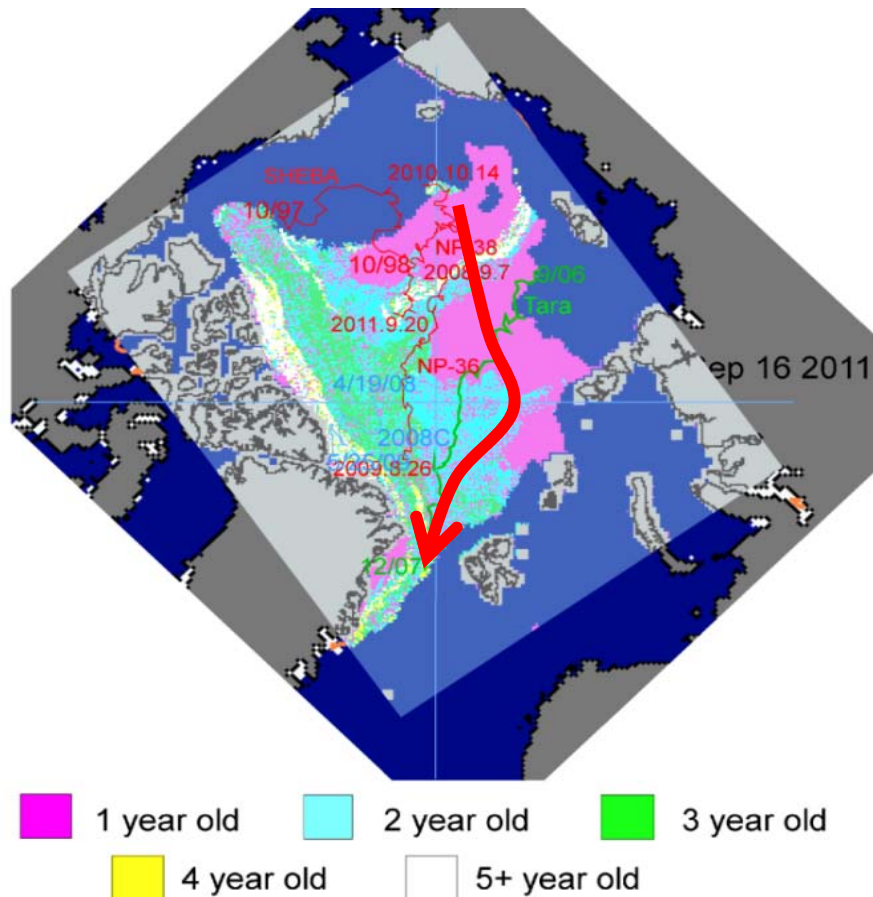 2010.10.14
SHEBA
10/97
NP-38
10/98
2008.9.7
9/06
Tara
2011.9.20
NP-36
ep 16 2011
4/19/08
2008C
2009.3.26
12/07
1 year old
2 year old
3 year old
4 year old
5+ year old